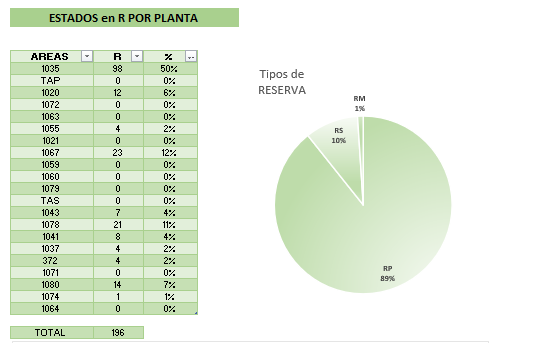 ESTADOS en R POR PLANTA
AREAS R %
1035 98 50%
TAP 0 0%
1020 12 6%
1072 0 0%
1063 0 0%
1055 4 2%
1021 0 0%
1067 23 12%
1059 0 0%
1060 0 0%
1079 0 0%
TAS 0 0%
1043 7 4%
1078 21 11%
1041 8 4%
1037 4 2%
372 4 2%
1071 0 0%
1080 14 7%
1074 1 1%
1064 0 0%
TOTAL 196
Tipos de
RESERVA
RM
1%
RS
10%
RP
89%